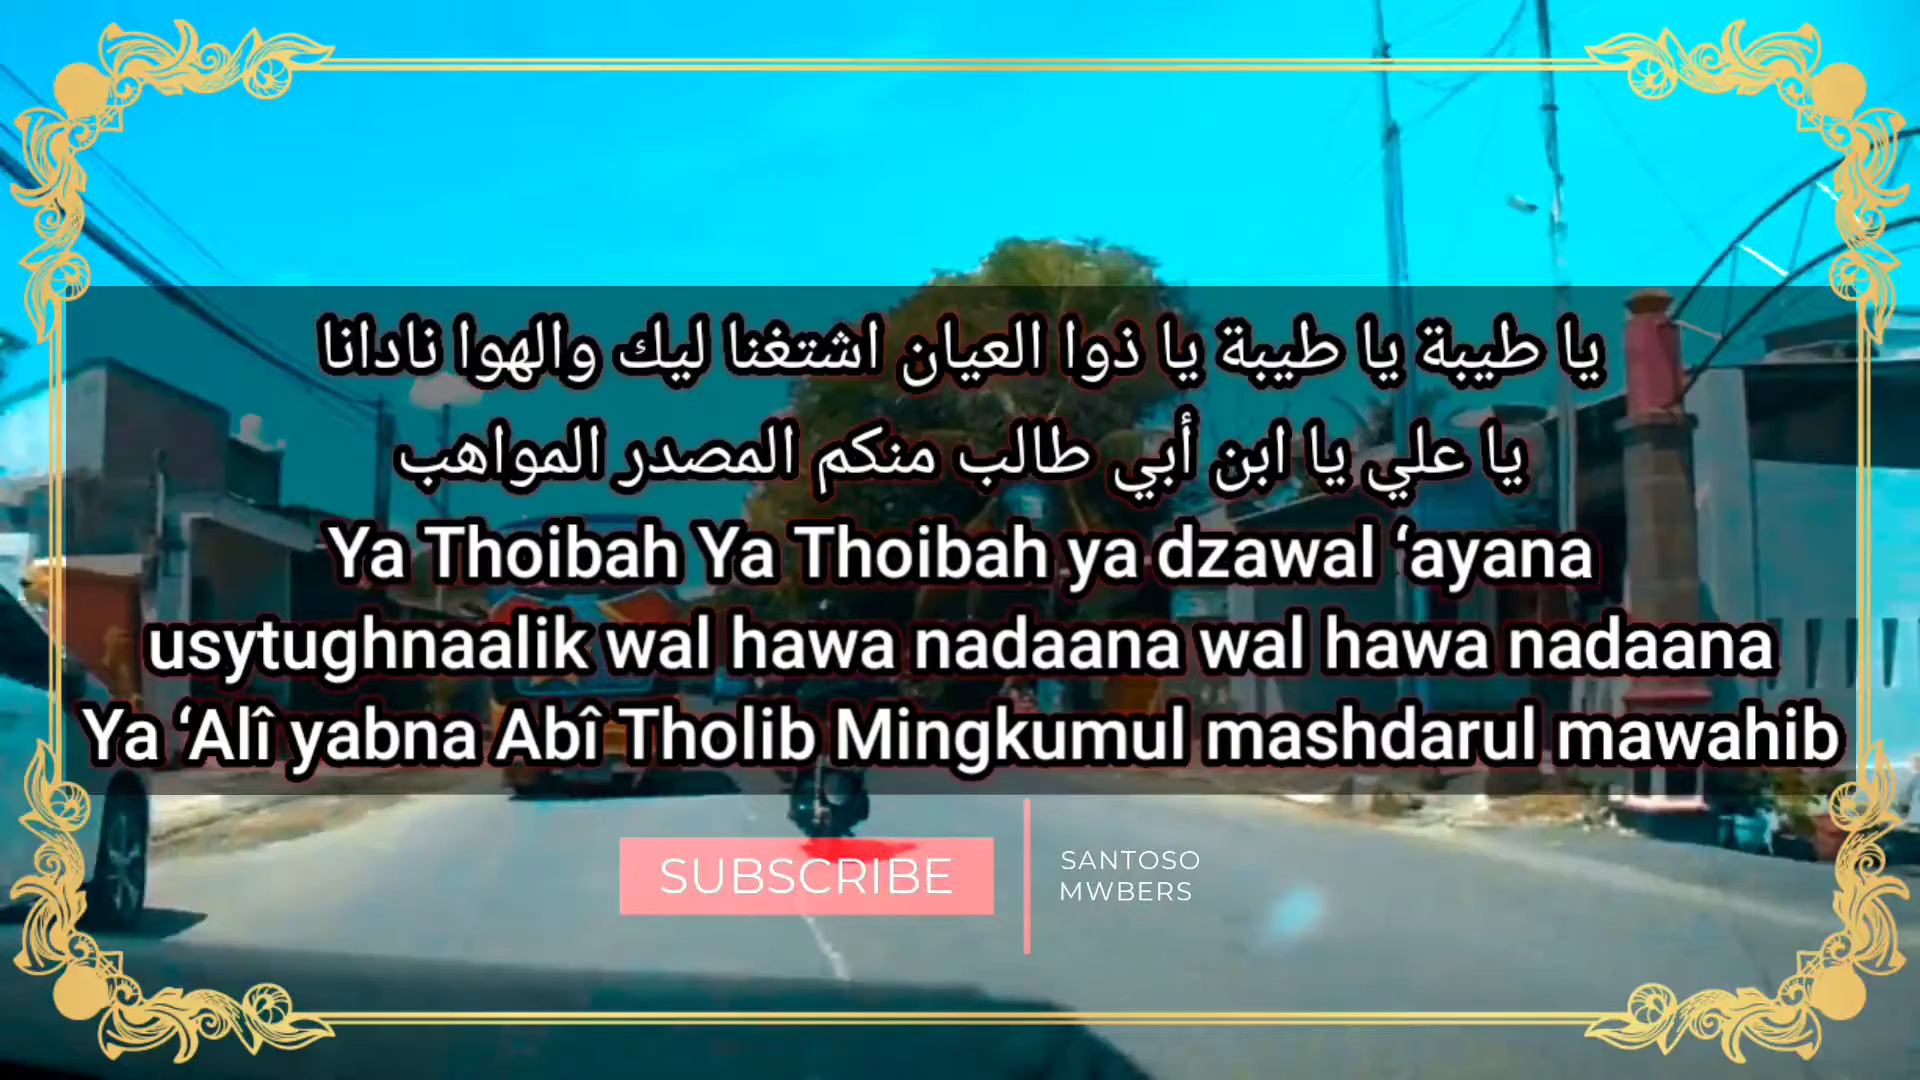 يا طيبة يا طيبة يا ذوا العيان اشتغنا ليك والهوا نادانا
يا علي يا ابن أبي طالب منكم المصدر المواهب
Ya Thoibah Ya Thoibah ya dzawal ‘ayana
usytughnaalik wal hawa nadaana wal hawa nadaana
Ya ‘Alî yabna Abî Tholib Mingkumul mashdarul mawahib
SUBSCRIBE
SANTOSO
MWBERS